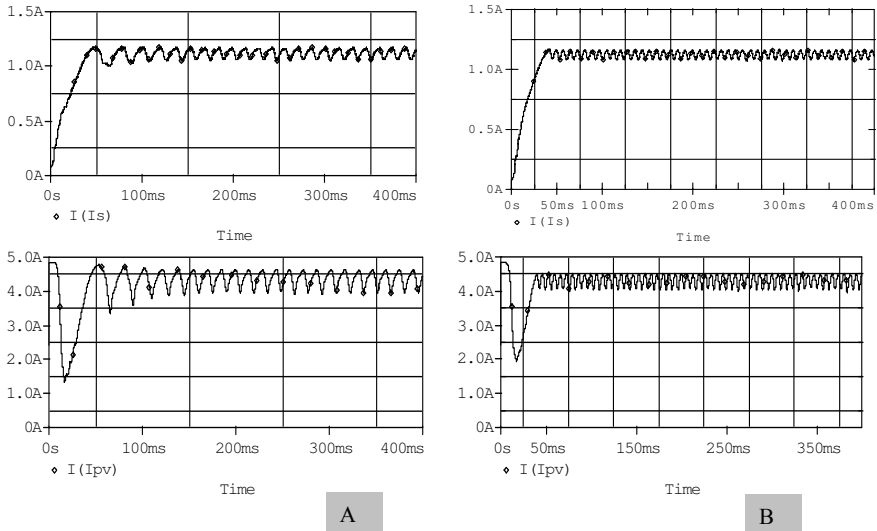 1.5A
1.0A
0.5A
0A
0s 100ms 200ms 300ms 400ms
I(Is)
Time
1.5A
1.0A
0.5A
0A
0s 50ms 100ms 200ms 300ms 400ms
I(Is)
Time
5.0A
4.0A
3.0A
2.0A
1.0A
0A
0s 100ms 200ms 300ms 400ms
I(Ipv)
Time
5.0A
4.0A
3.0A
2.0A
1.0A
0A
0s 50ms 150ms 250ms 350ms
I(Ipv)
Time
A
B